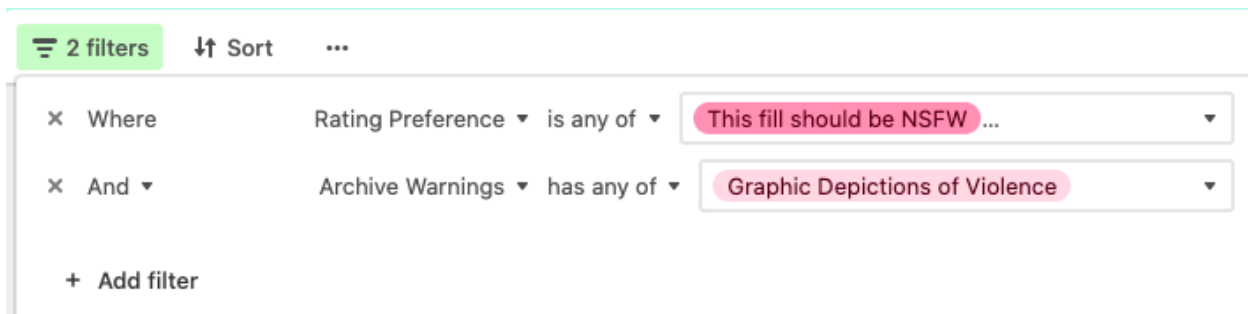 2 filters Sort ...
Where Rating Preference is any of This fill should be NSFW ...
And Archive Warnings has any of Graphic Depictions of Violence
+ Add filter